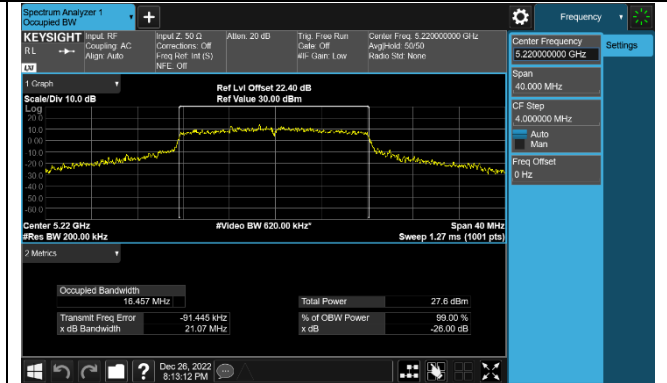 Spectrum Analyzer 1
Occupied BW
+
Frequency
KEYSIGHT
RL
LXI
Input: RF
Coupling: AC
Align: Auto
Input Z: 50 Ω
Corrections: Off
Freq Ref: Int (S)
NFE: Off
Atten: 20 dB
Trig: Free Run
Gate: Off
#IF Gain: Low
Center Freq: 5.220000000 GHz
Avg|Hold: 50/50
Radio Std: None
Center Frequency
5.220000000 GHz
Settings
Span
40.000 MHz
CF Step
4.000000 MHz
Auto
Man
Freq Offset
0 Hz
1 Graph
Scale/Div 10.0 dB
Ref Lvl Offset 22.40 dB
Ref Value 30.00 dBm
Log
20.0
10.0
0.00
-10.0
-20.0
-30.0
-40.0
-50.0
-60.0
Center 5.22 GHz
#Video BW 620.00 kHz*
Span 40 MHz
#Res BW 200.00 kHz
Sweep 1.27 ms (1001 pts)
2 Metrics
Occupied Bandwidth
16.457 MHz
Total Power 27.6 dBm
Transmit Freq Error -91.445 kHz
% of OBW Power 99.00 %
x dB Bandwidth 21.07 MHz
x dB -26.00 dB
?
Dec 26, 2022
8:13:12 PM